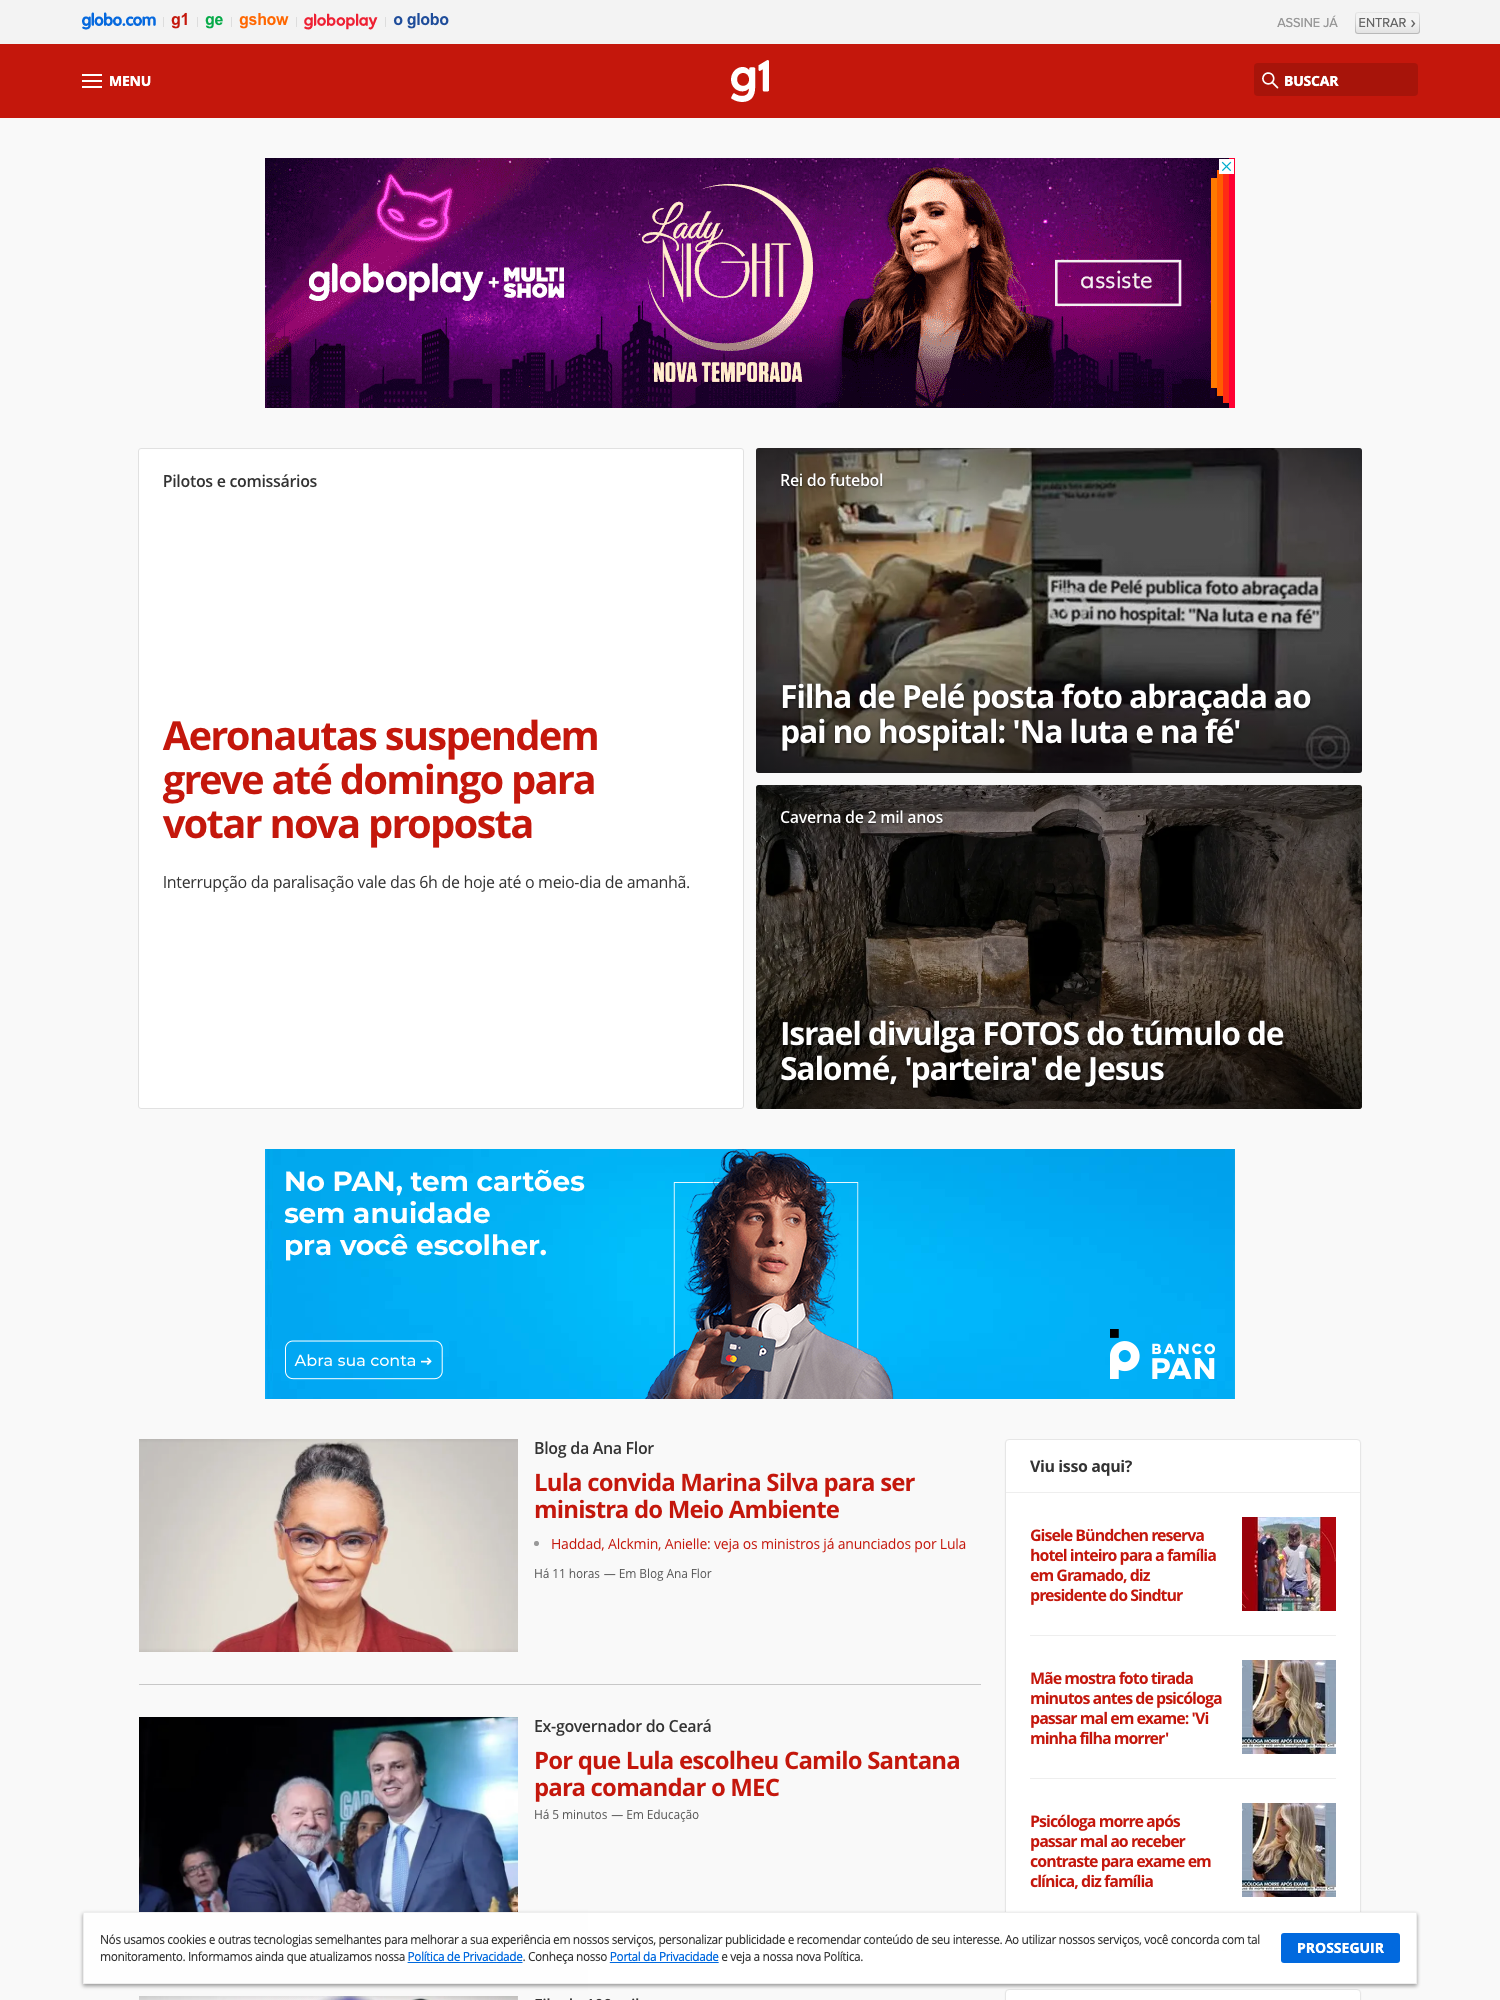 globo.com g1 ge gshow globoplay o globo
ASSINE JÁ ENTRAR ›
MENU
g1
BUSCAR
globoplay + MULTI SHOW
Lady NIGHT
NOVA TEMPORADA
assiste
Pilotos e comissários
Aeronautas suspendem
greve até domingo para
votar nova proposta
Interrupção da paralisação vale das 6h de hoje até o meio-dia de amanhã.
Rei do futebol
Filha de Pelé publica foto abraçada
ao pai no hospital: "Na luta e na fé"
Filha de Pelé posta foto abraçada ao
pai no hospital: 'Na luta e na fé'
Caverna de 2 mil anos
Israel divulga FOTOS do túmulo de
Salomé, 'parteira' de Jesus
No PAN, tem cartões
sem anuidade
pra você escolher.
Abra sua conta →
BANCO
PAN
Blog da Ana Flor
Lula convida Marina Silva para ser
ministra do Meio Ambiente
Haddad, Alckmin, Anielle: veja os ministros já anunciados por Lula
Há 11 horas — Em Blog Ana Flor
Ex-governador do Ceará
Por que Lula escolheu Camilo Santana
para comandar o MEC
Há 5 minutos — Em Educação
Viu isso aqui?
Gisele Bündchen reserva
hotel inteiro para a família
em Gramado, diz
presidente do Sindtur
Mãe mostra foto tirada
minutos antes de psicóloga
passar mal em exame: 'Vi
minha filha morrer'
Psicóloga morre após
passar mal ao receber
contraste para exame em
clínica, diz família
Nós usamos cookies e outras tecnologias semelhantes para melhorar a sua experiência em nossos serviços, personalizar publicidade e recomendar conteúdo de seu interesse. Ao utilizar nossos serviços, você concorda com tal
monitoramento. Informamos ainda que atualizamos nossa Política de Privacidade. Conheça nosso Portal da Privacidade e veja a nossa nova Política.
PROSSEGUIR